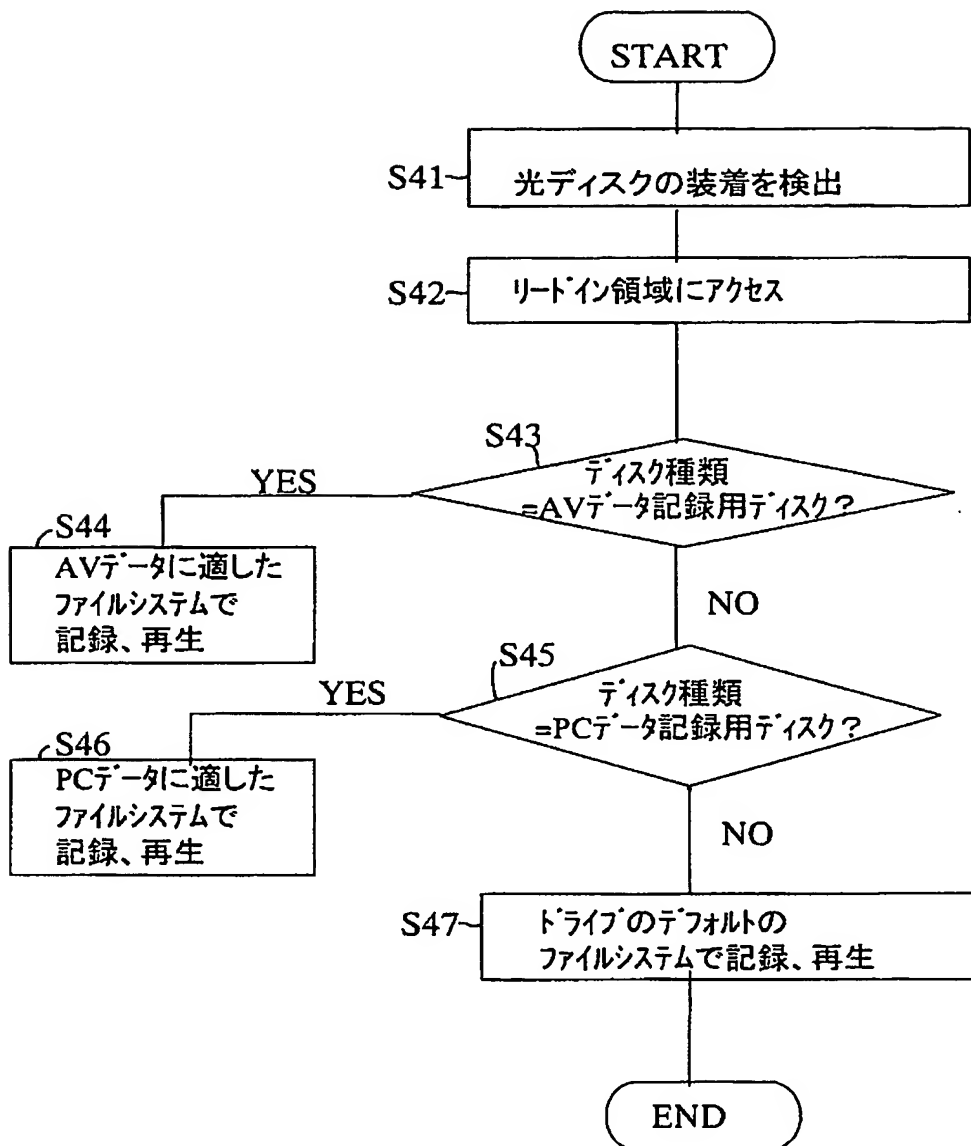 START
S41
光ディスクの装着を検出
S42
リードイン領域にアクセス
S43
ディスク種類
=AVデータ記録用ディスク?
YES
S44
AVデータに適した
ファイルシステムで
記録、再生
NO
S45
ディスク種類
=PCデータ記録用ディスク?
YES
S46
PCデータに適した
ファイルシステムで
記録、再生
NO
S47
ドライブのデフォルトの
ファイルシステムで記録、再生
END